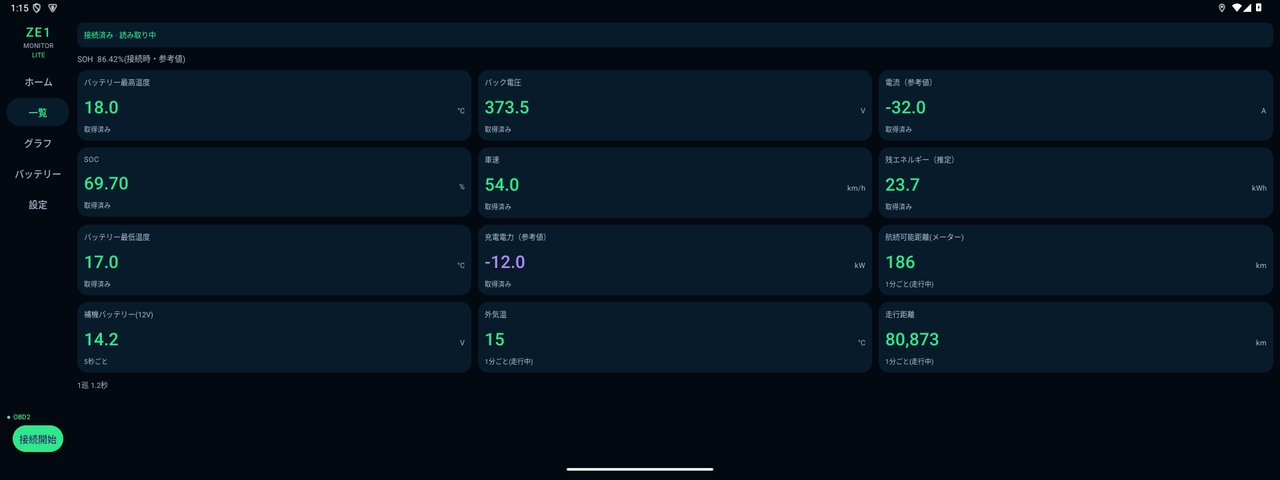 1:15
ZE1
MONITOR
LITE
ホーム
一覧
グラフ
バッテリー
設定
OBD2
接続開始
接続済み · 読み取り中
SOH 86.42%(接続時・参考値)
バッテリー最高温度
18.0
°C
取得済み
パック電圧
373.5
V
取得済み
電流（参考値）
-32.0
A
取得済み
SOC
69.70
%
取得済み
車速
54.0
km/h
取得済み
残エネルギー（推定）
23.7
kWh
取得済み
バッテリー最低温度
17.0
°C
取得済み
充電電力（参考値）
-12.0
kW
取得済み
航続可能距離(メーター)
186
km
1分ごと(走行中)
補機バッテリー(12V)
14.2
V
5秒ごと
外気温
15
°C
1分ごと(走行中)
走行距離
80,873
km
1分ごと(走行中)
1巡 1.2秒